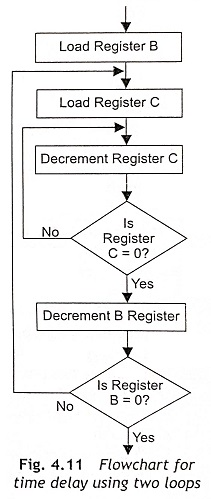 Load Register B
Load Register C
Decrement Register C
Is
Register
C = 0?
No
Yes
Decrement B Register
Is Register
B = 0?
No
Yes
Fig. 4.11 Flowchart for
time delay using two loops